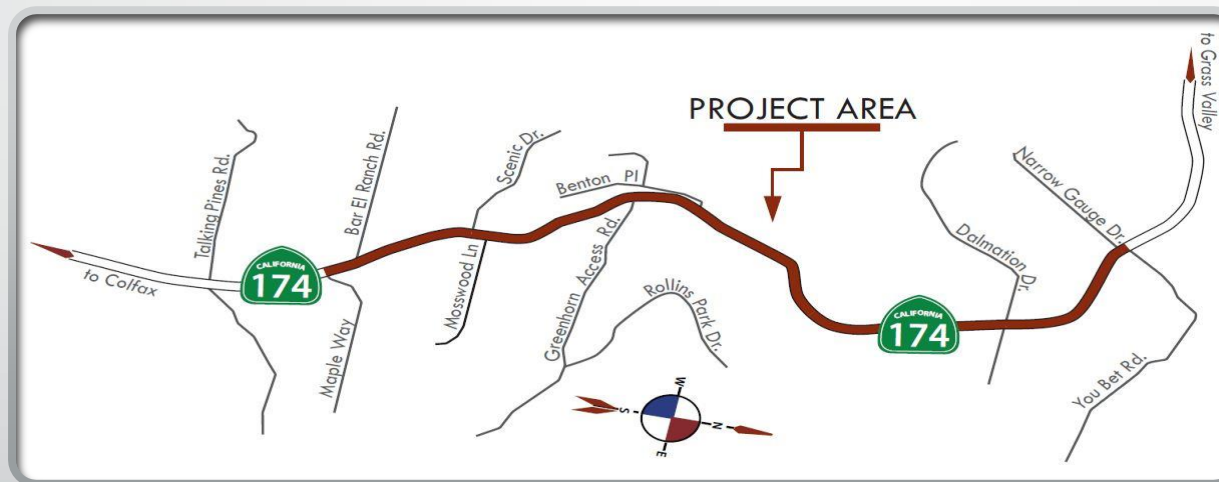 PROJECT AREA
to Grass Valley
Talking Pines Rd.
Bar El Ranch Rd.
Scenic Dr.
Benton Pl
Narrow Gauge Dr.
Dalmation Dr.
to Colfax
CALIFORNIA
174
Maple Way
Mosswood Ln
Greenhorn Access Rd.
Rollins Park Dr.
CALIFORNIA
174
You Bet Rd.
W
S
N
E